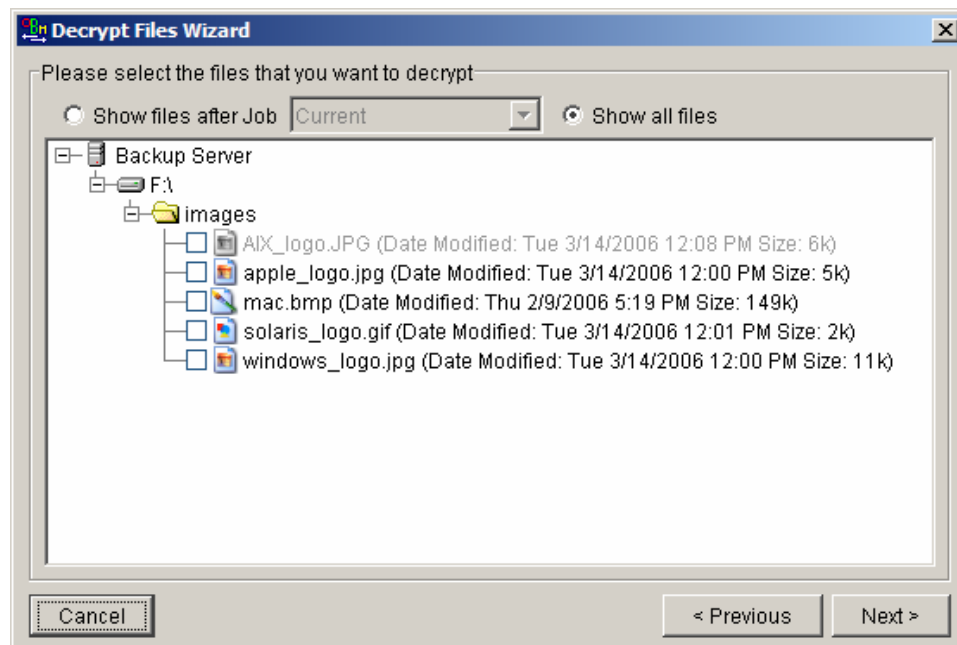 OBM Decrypt Files Wizard
Please select the files that you want to decrypt
Show files after Job Current Show all files
Backup Server
F:\
images
AIX_logo.JPG (Date Modified: Tue 3/14/2006 12:08 PM Size: 6k)
apple_logo.jpg (Date Modified: Tue 3/14/2006 12:00 PM Size: 5k)
mac.bmp (Date Modified: Thu 2/9/2006 5:19 PM Size: 149k)
solaris_logo.gif (Date Modified: Tue 3/14/2006 12:01 PM Size: 2k)
windows_logo.jpg (Date Modified: Tue 3/14/2006 12:00 PM Size: 11k)
Cancel < Previous Next >